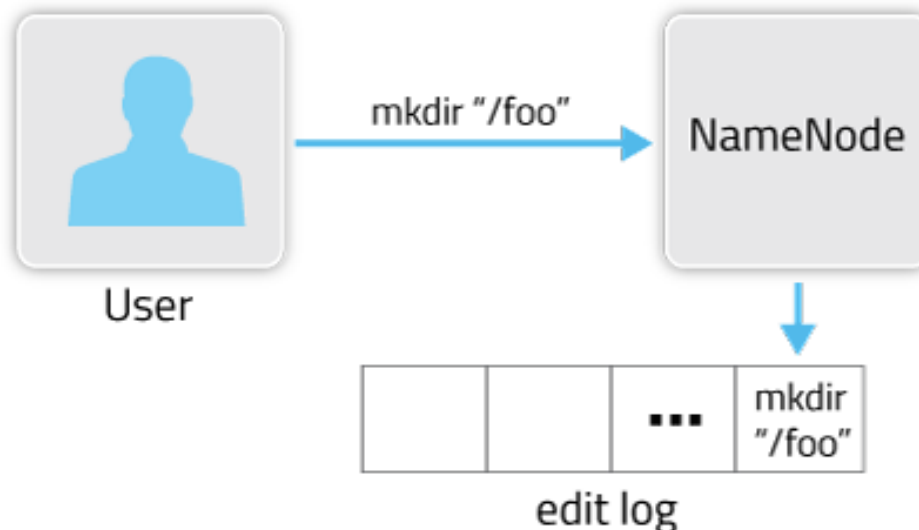 mkdir “/foo”
NameNode
User
mkdir
“/foo”
edit log